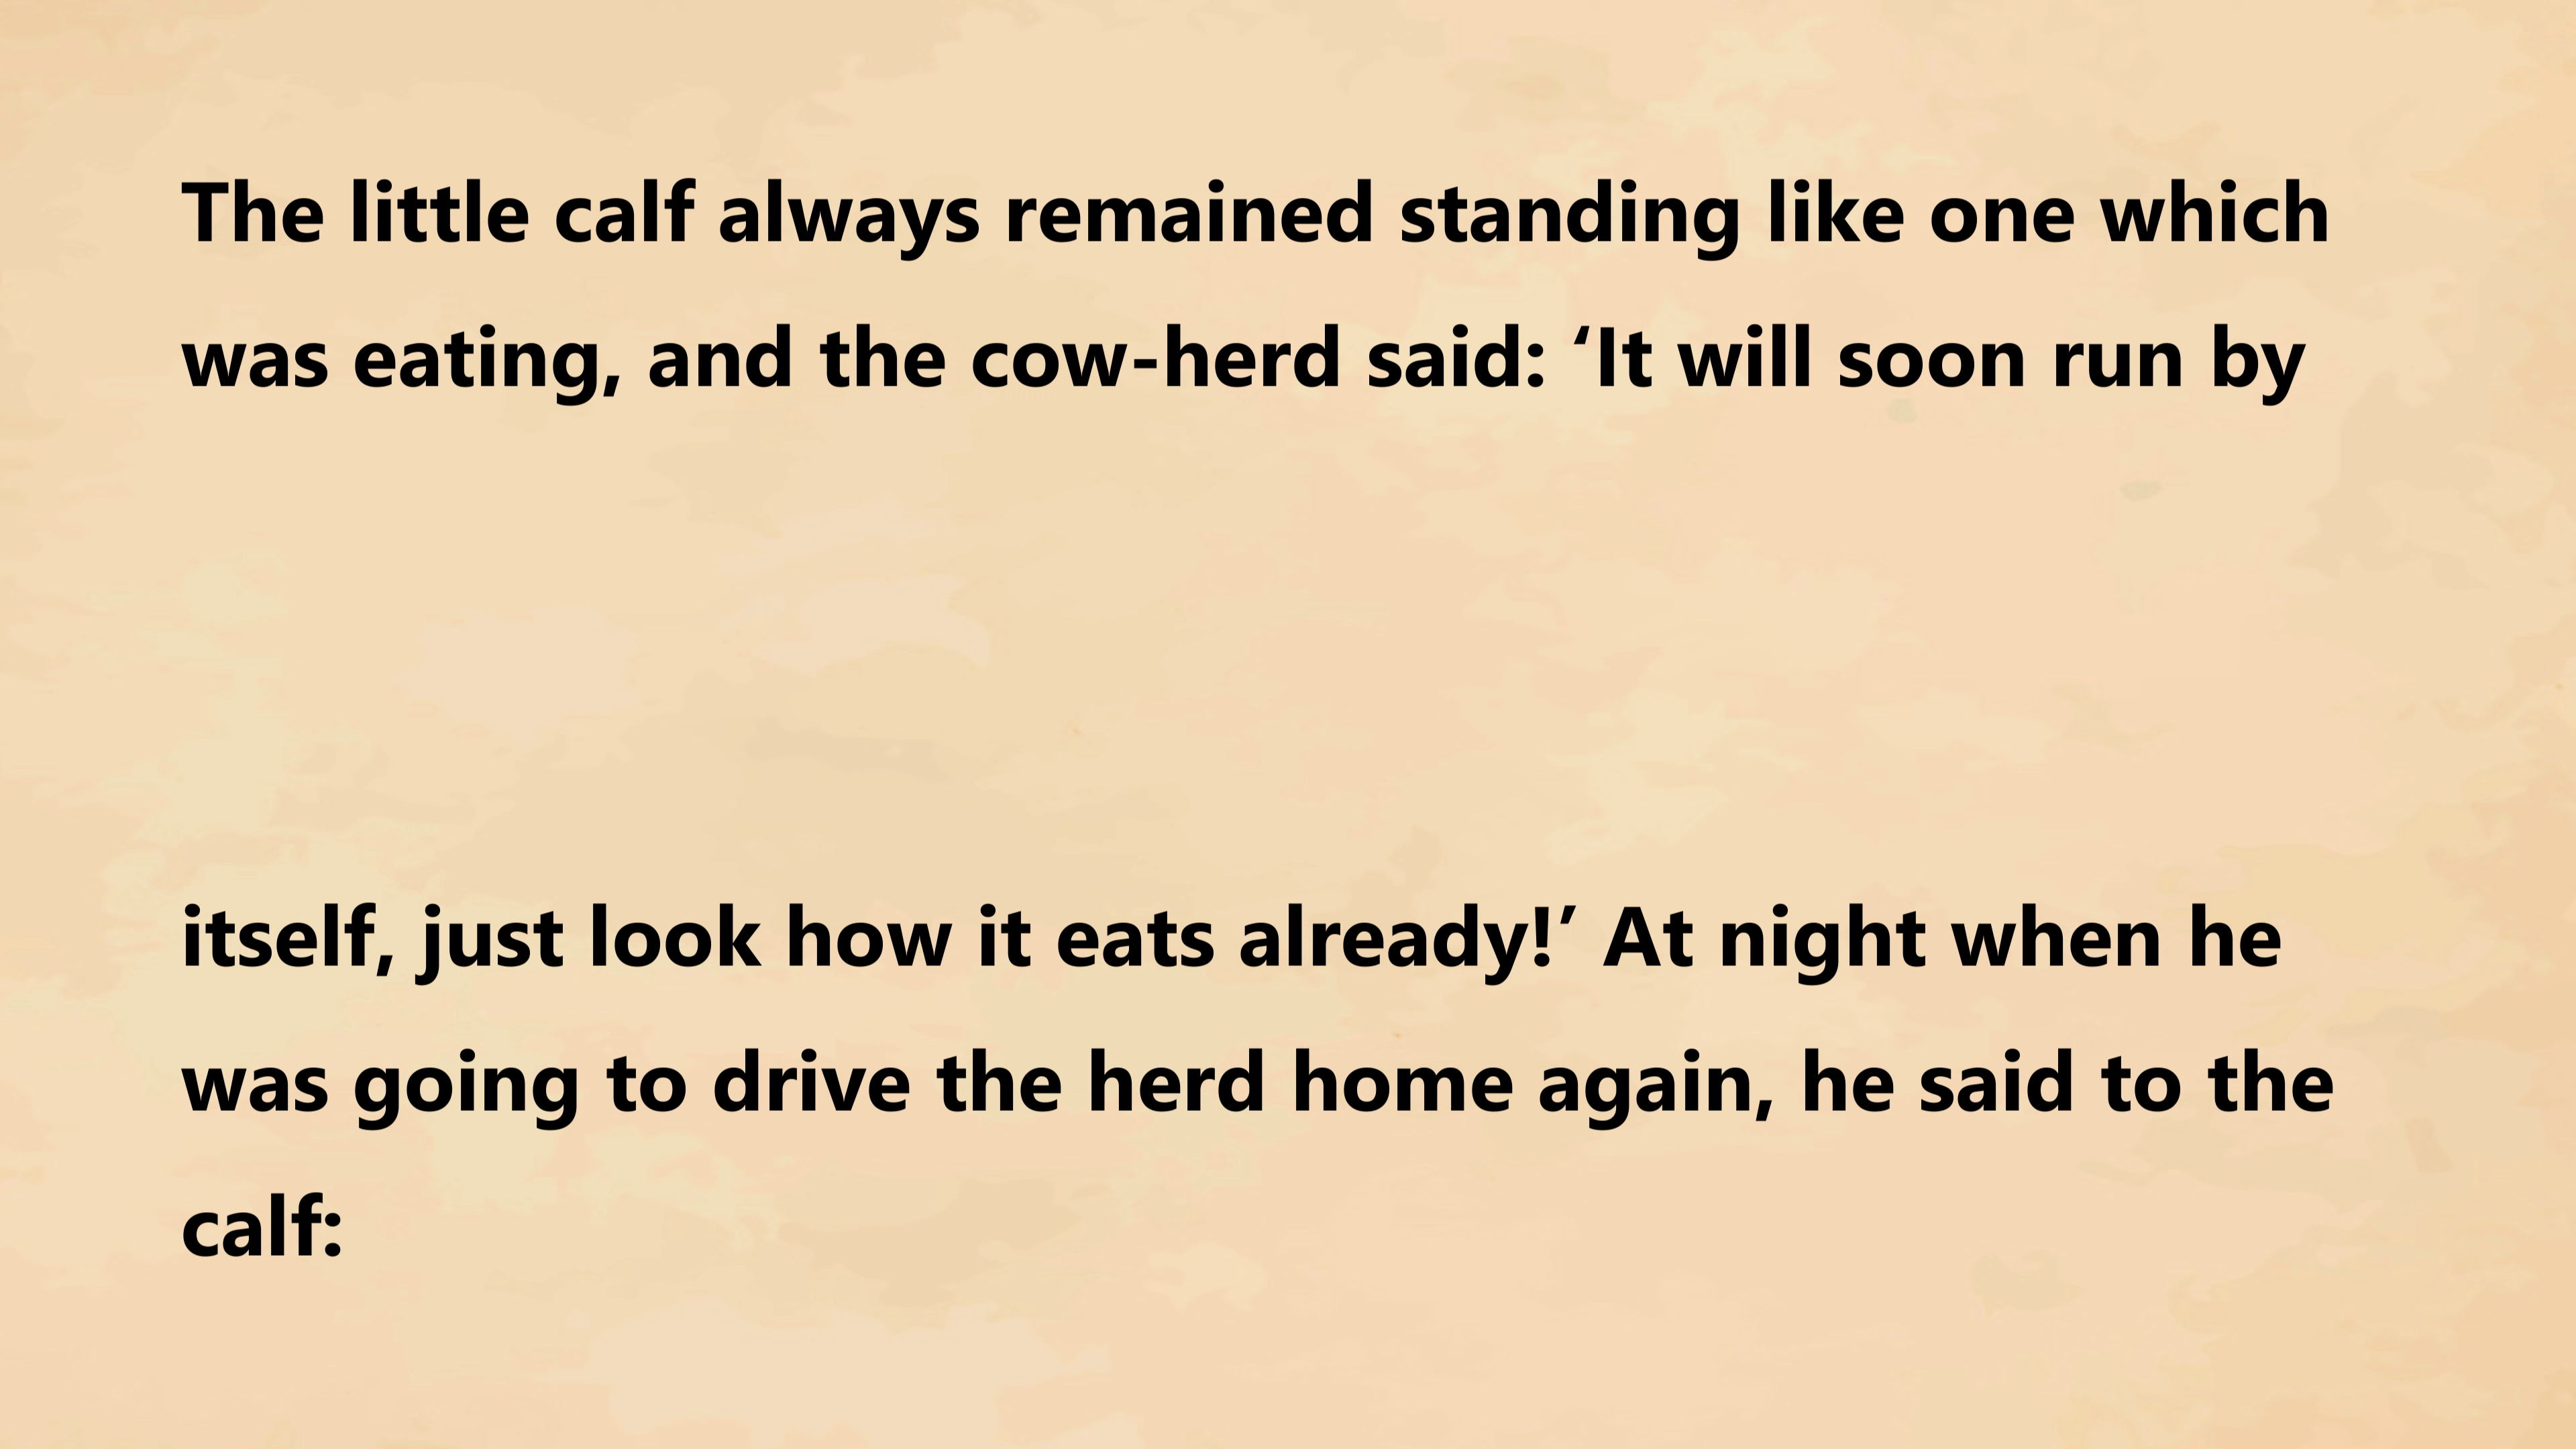 The little calf always remained standing like one which
was eating, and the cow-herd said: ‘It will soon run by
itself, just look how it eats already!’ At night when he
was going to drive the herd home again, he said to the
calf: